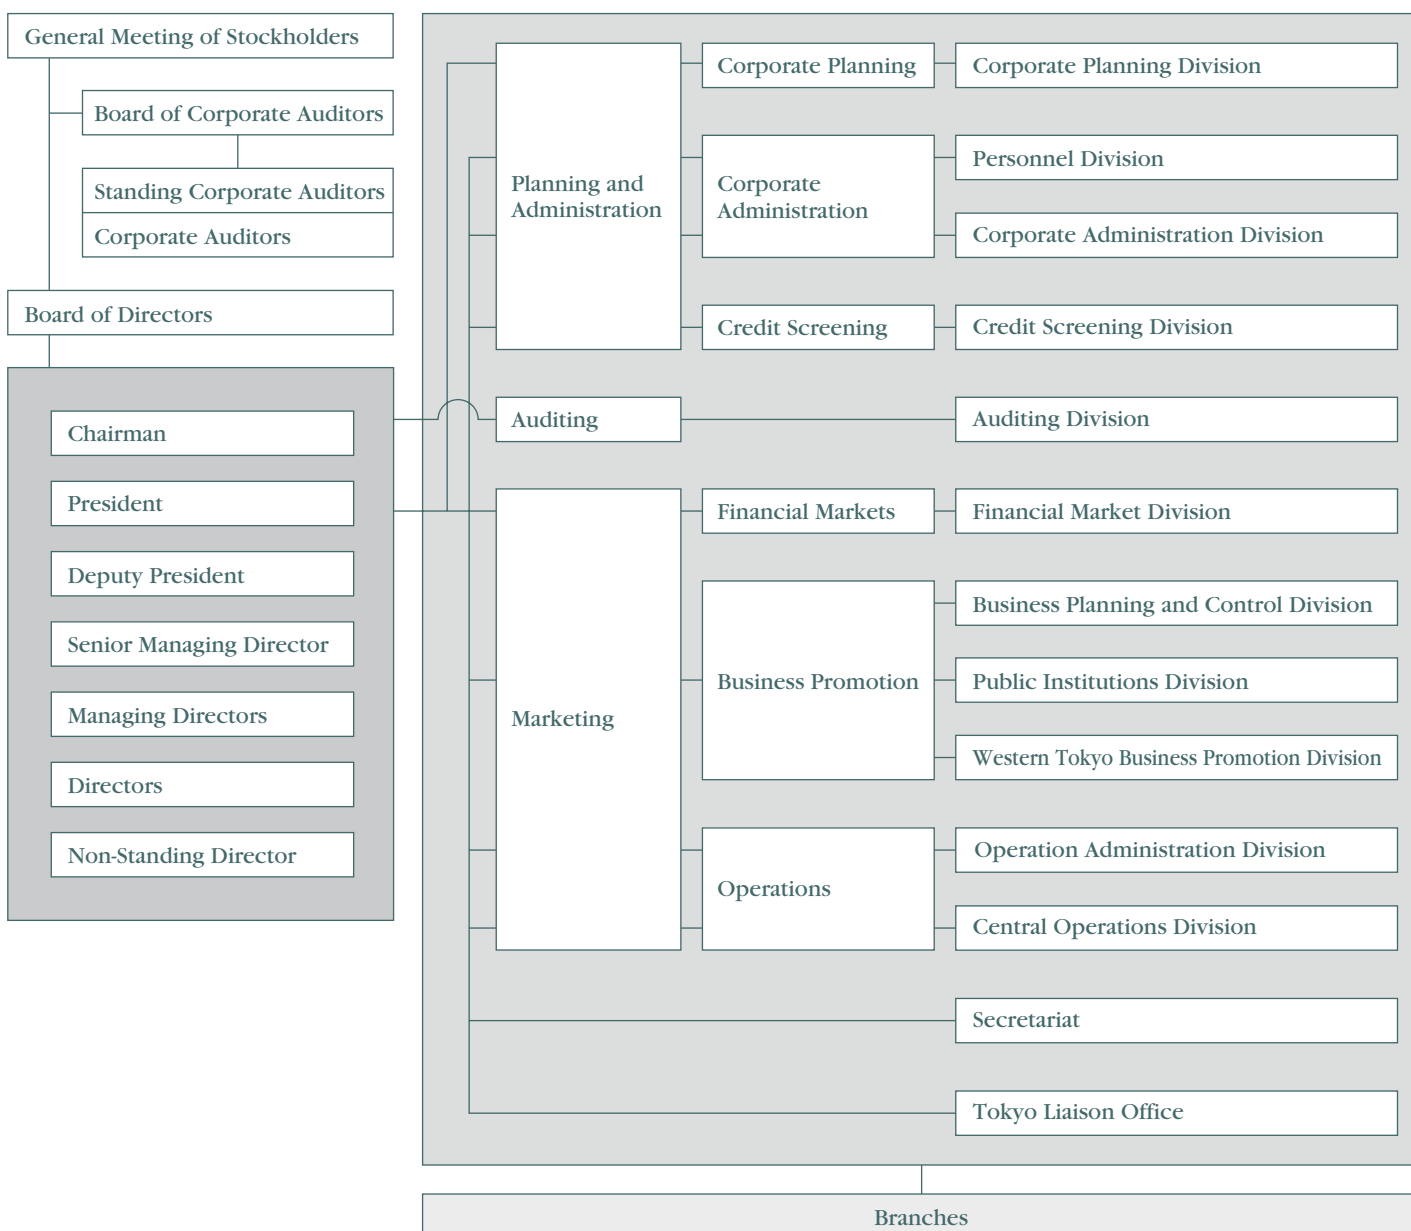 General Meeting of Stockholders
Board of Corporate Auditors
Standing Corporate Auditors
Corporate Auditors
Board of Directors
Chairman
President
Deputy President
Senior Managing Director
Managing Directors
Directors
Non-Standing Director
Planning and
Administration
Corporate Planning
Corporate Planning Division
Corporate
Administration
Personnel Division
Corporate Administration Division
Credit Screening
Credit Screening Division
Auditing
Auditing Division
Marketing
Financial Markets
Financial Market Division
Business Promotion
Business Planning and Control Division
Public Institutions Division
Western Tokyo Business Promotion Division
Operations
Operation Administration Division
Central Operations Division
Secretariat
Tokyo Liaison Office
Branches